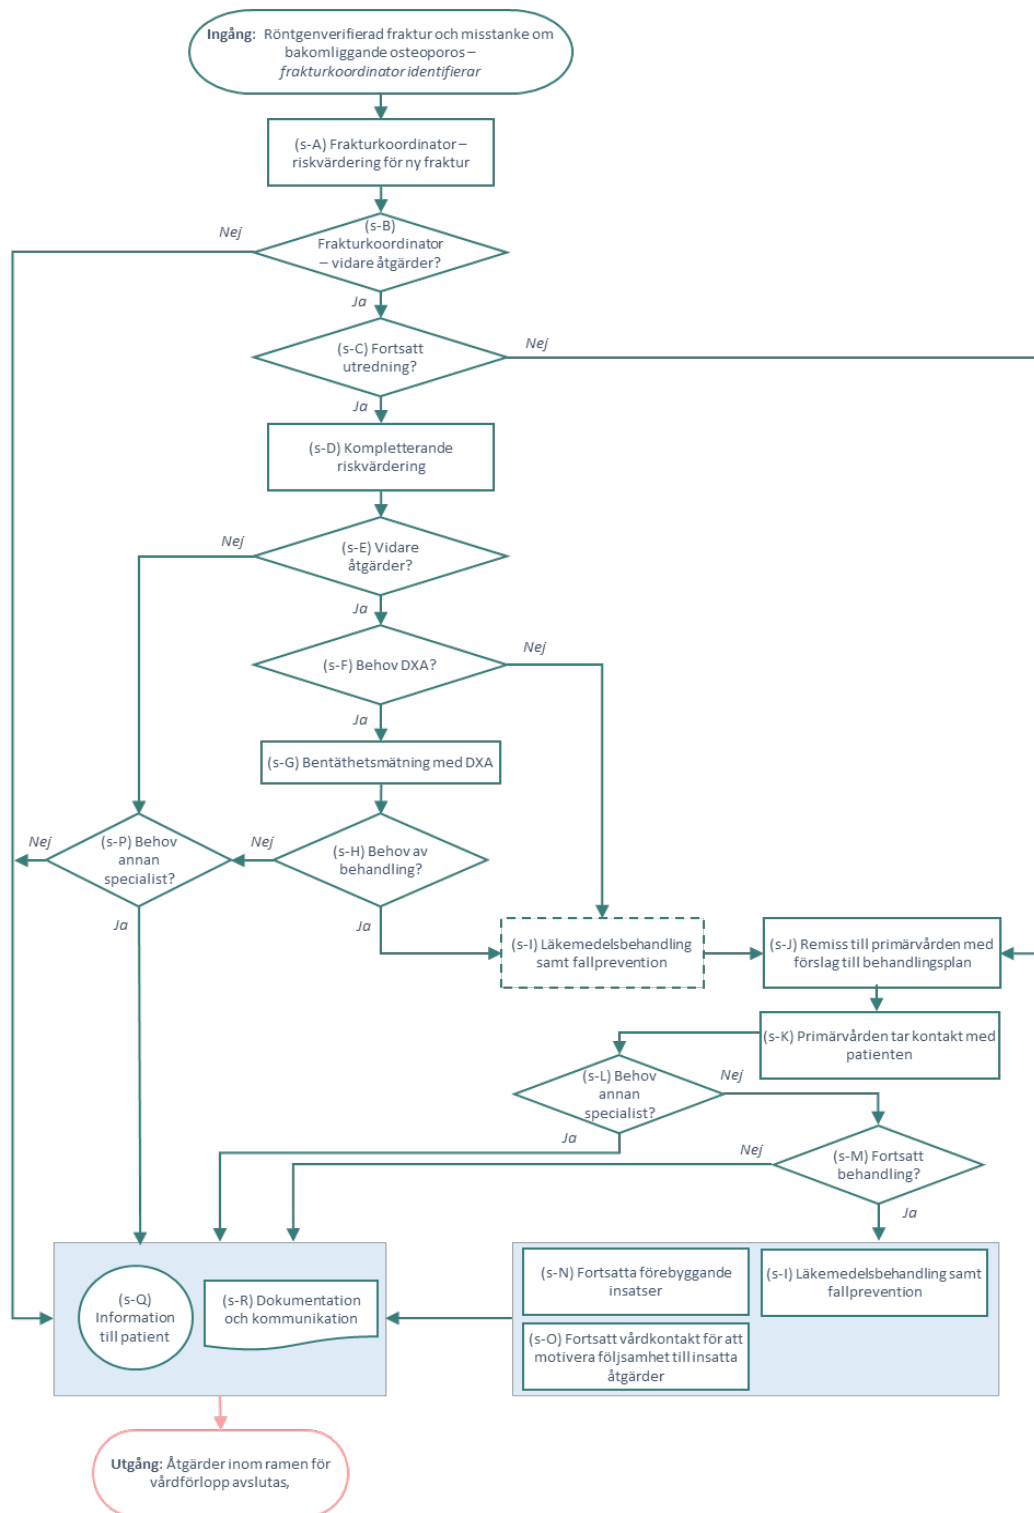 Ingång: Röntgenverifierad fraktur och misstanke om
bakomliggande osteoporos –
frakturkoordinator identifierar
(s-A) Frakturkoordinator –
riskvärdering för ny fraktur
Nej
(s-B)
Frakturkoordinator
– vidare åtgärder?
Ja
(s-C) Fortsatt
utredning?
Nej
Ja
(s-D) Kompletterande
riskvärdering
Nej
(s-E) Vidare
åtgärder?
Ja
(s-F) Behov DXA?
Nej
Ja
(s-G) Bentäthetsmätning med DXA
Nej
(s-P) Behov
annan
specialist?
Nej
(s-H) Behov av
behandling?
Ja
Ja
(s-I) Läkemedelsbehandling
samt fallprevention
(s-J) Remiss till primärvården med
förslag till behandlingsplan
(s-K) Primärvården tar kontakt med
patienten
(s-L) Behov
annan
specialist?
Nej
Ja
Nej
(s-M) Fortsatt
behandling?
Ja
(s-Q)
Information
till patient
(s-R) Dokumentation
och kommunikation
(s-N) Fortsatta förebyggande
insatser
(s-I) Läkemedelsbehandling samt
fallprevention
(s-O) Fortsatt vårdkontakt för att
motivera följsamhet till insatta
åtgärder
Utgång: Åtgärder inom ramen för
vårdförlopp avslutas,